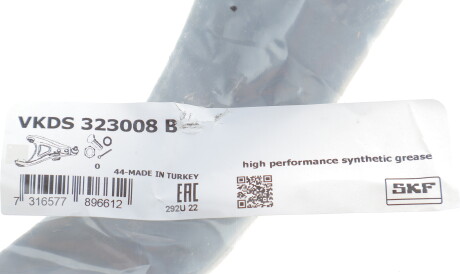 VKDS 323008 B
0
44-MADE IN TURKEY
high performance synthetic grease
EAC
292U 22
SKF
7 316577 896612